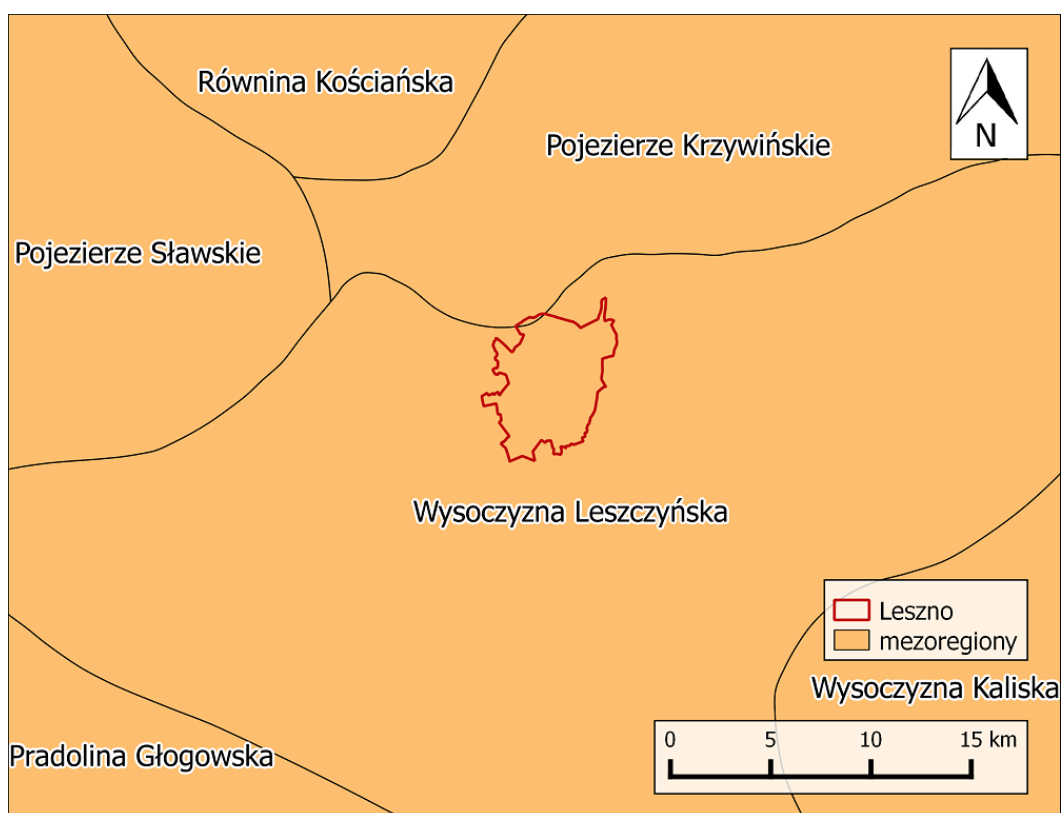 Równina Kościańska
N
Pojezierze Krzywińskie
Pojezierze Sławskie
Wysoczyzna Leszczyńska
Leszno
mezoregiony
Wysoczyzna Kaliska
0 5 10 15 km
Pradolina Głogowska